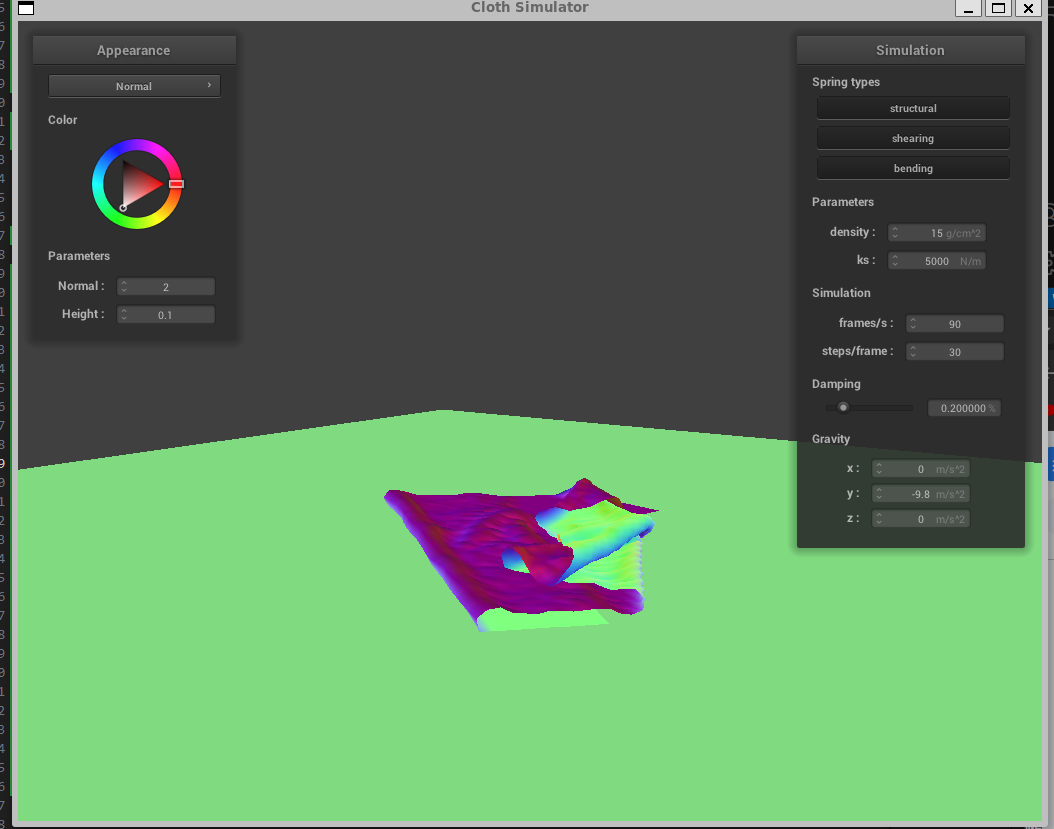 Cloth Simulator
Appearance
Normal
Color
Parameters
Normal :
2
Height :
0.1
Simulation
Spring types
structural
shearing
bending
Parameters
density :
15 g/cm^2
ks :
5000 N/m
Simulation
frames/s :
90
steps/frame :
30
Damping
0.200000 %
Gravity
x :
0 m/s^2
y :
-9.8 m/s^2
z :
0 m/s^2